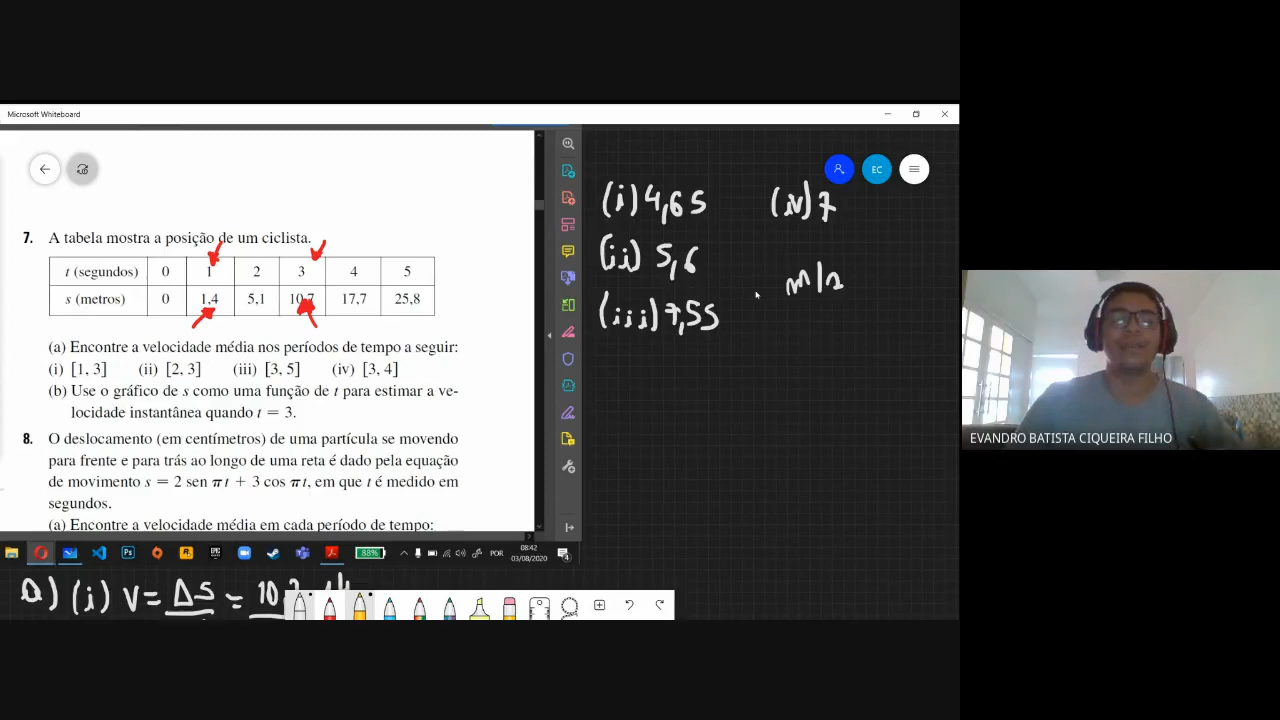 Microsoft Whiteboard
7. A tabela mostra a posição de um ciclista.
t (segundos) 0 1 2 3 4 5
s (metros) 0 1,4 5,1 10,7 17,7 25,8
(a) Encontre a velocidade média nos períodos de tempo a seguir:
(i) [1, 3] (ii) [2, 3] (iii) [3, 5] (iv) [3, 4]
(b) Use o gráfico de s como uma função de t para estimar a ve-
locidade instantânea quando t = 3.
8. O deslocamento (em centímetros) de uma partícula se movendo
para frente e para trás ao longo de uma reta é dado pela equação
de movimento s = 2 sen πt + 3 cos πt, em que t é medido em
segundos.
(a) Encontre a velocidade média em cada período de tempo:
EC
(i) 4,65 (iv) 7
(ii) 5,6
m/s
(iii) 7,55
EVANDRO BATISTA CIQUEIRA FILHO
88% POR 08:42
03/08/2020
a) (i) V = ΔS =